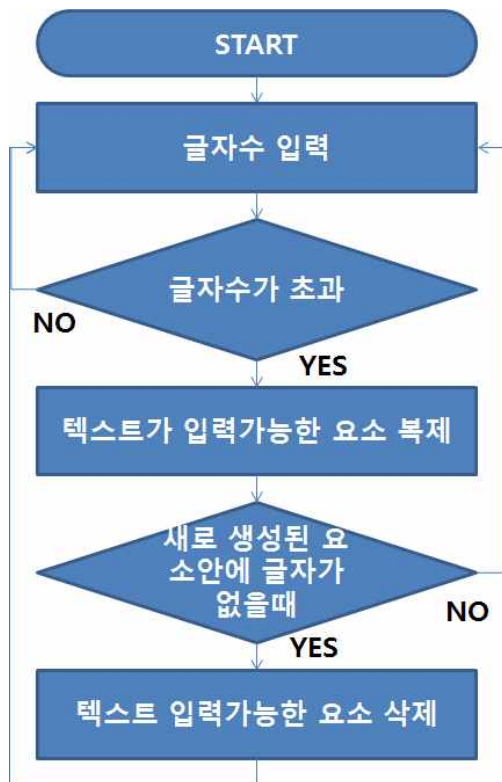 START
글자수 입력
글자수가 초과
NO
YES
텍스트가 입력가능한 요소 복제
새로 생성된 요
소안에 글자가
없을때
NO
YES
텍스트 입력가능한 요소 삭제